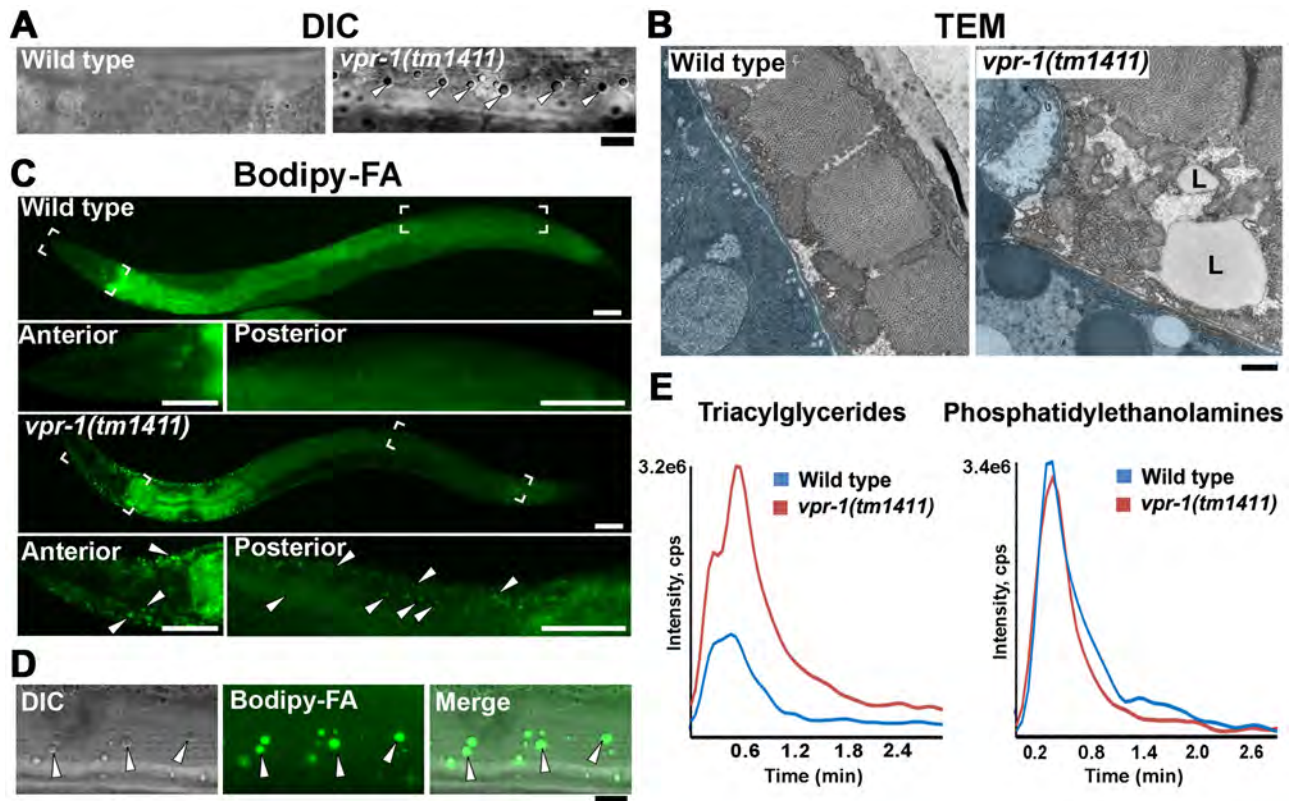 A
DIC
Wild type
vpr-1(tm1411)
B
TEM
Wild type
vpr-1(tm1411)
L
L
C
Bodipy-FA
Wild type
Anterior
Posterior
vpr-1(tm1411)
Anterior
Posterior
D
DIC
Bodipy-FA
Merge
E
Triacylglycerides
3.2e6
Intensity, cps
Wild type
vpr-1(tm1411)
0.6 1.2 1.8 2.4
Time (min)
Phosphatidylethanolamines
3.4e6
Intensity, cps
Wild type
vpr-1(tm1411)
0.2 0.8 1.4 2.0 2.6
Time (min)